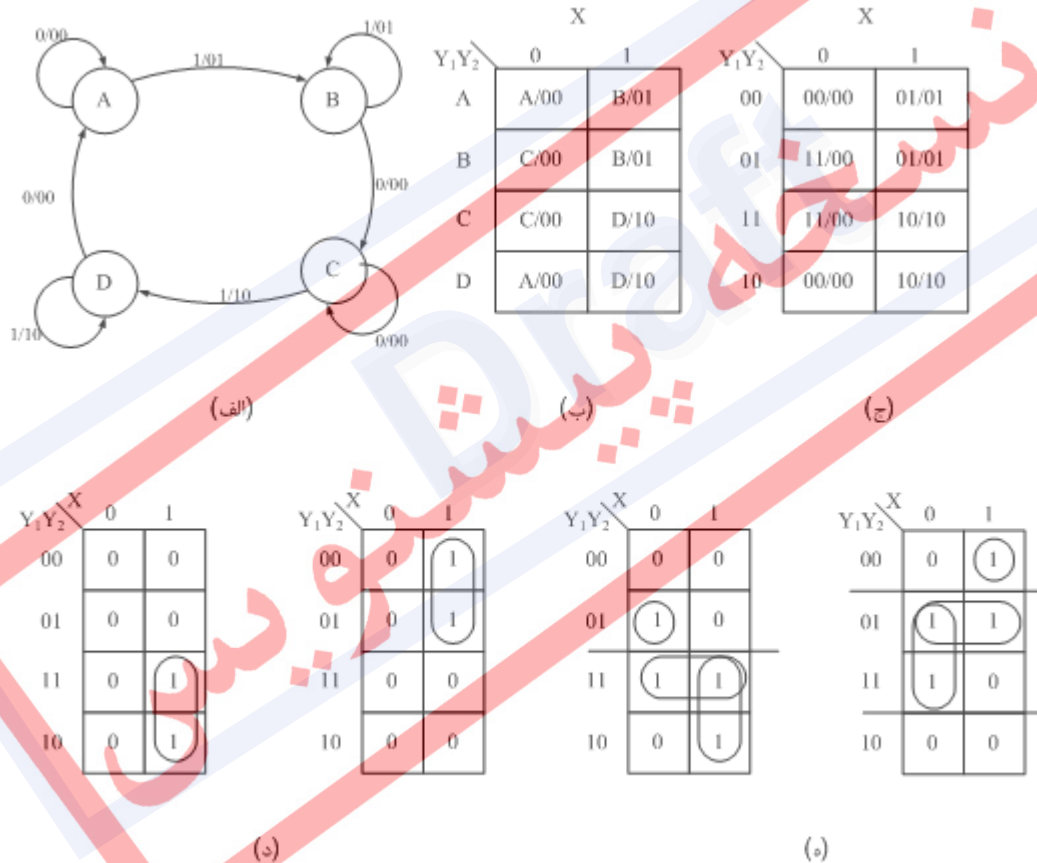 0/00
1/01
1/01
A
B
0/00
0/00
D
C
1/10
1/10
0/00
(الف)
X
Y₁Y₂ 0 1
A A/00 B/01
B C/00 B/01
C C/00 D/10
D A/00 D/10
(ب)
X
Y₁Y₂ 0 1
00 00/00 01/01
01 11/00 01/01
11 11/00 10/10
10 00/00 10/10
(ج)
Y₁Y₂ X 0 1
00 0 0
01 0 0
11 0 1
10 0 1
Y₁Y₂ X 0 1
00 0 1
01 0 1
11 0 0
10 0 0
(د)
Y₁Y₂ X 0 1
00 0 0
01 1 0
11 1 1
10 0 1
Y₁Y₂ X 0 1
00 0 1
01 1 1
11 1 0
10 0 0
(ه)
نسخه پیشنویس
Draft